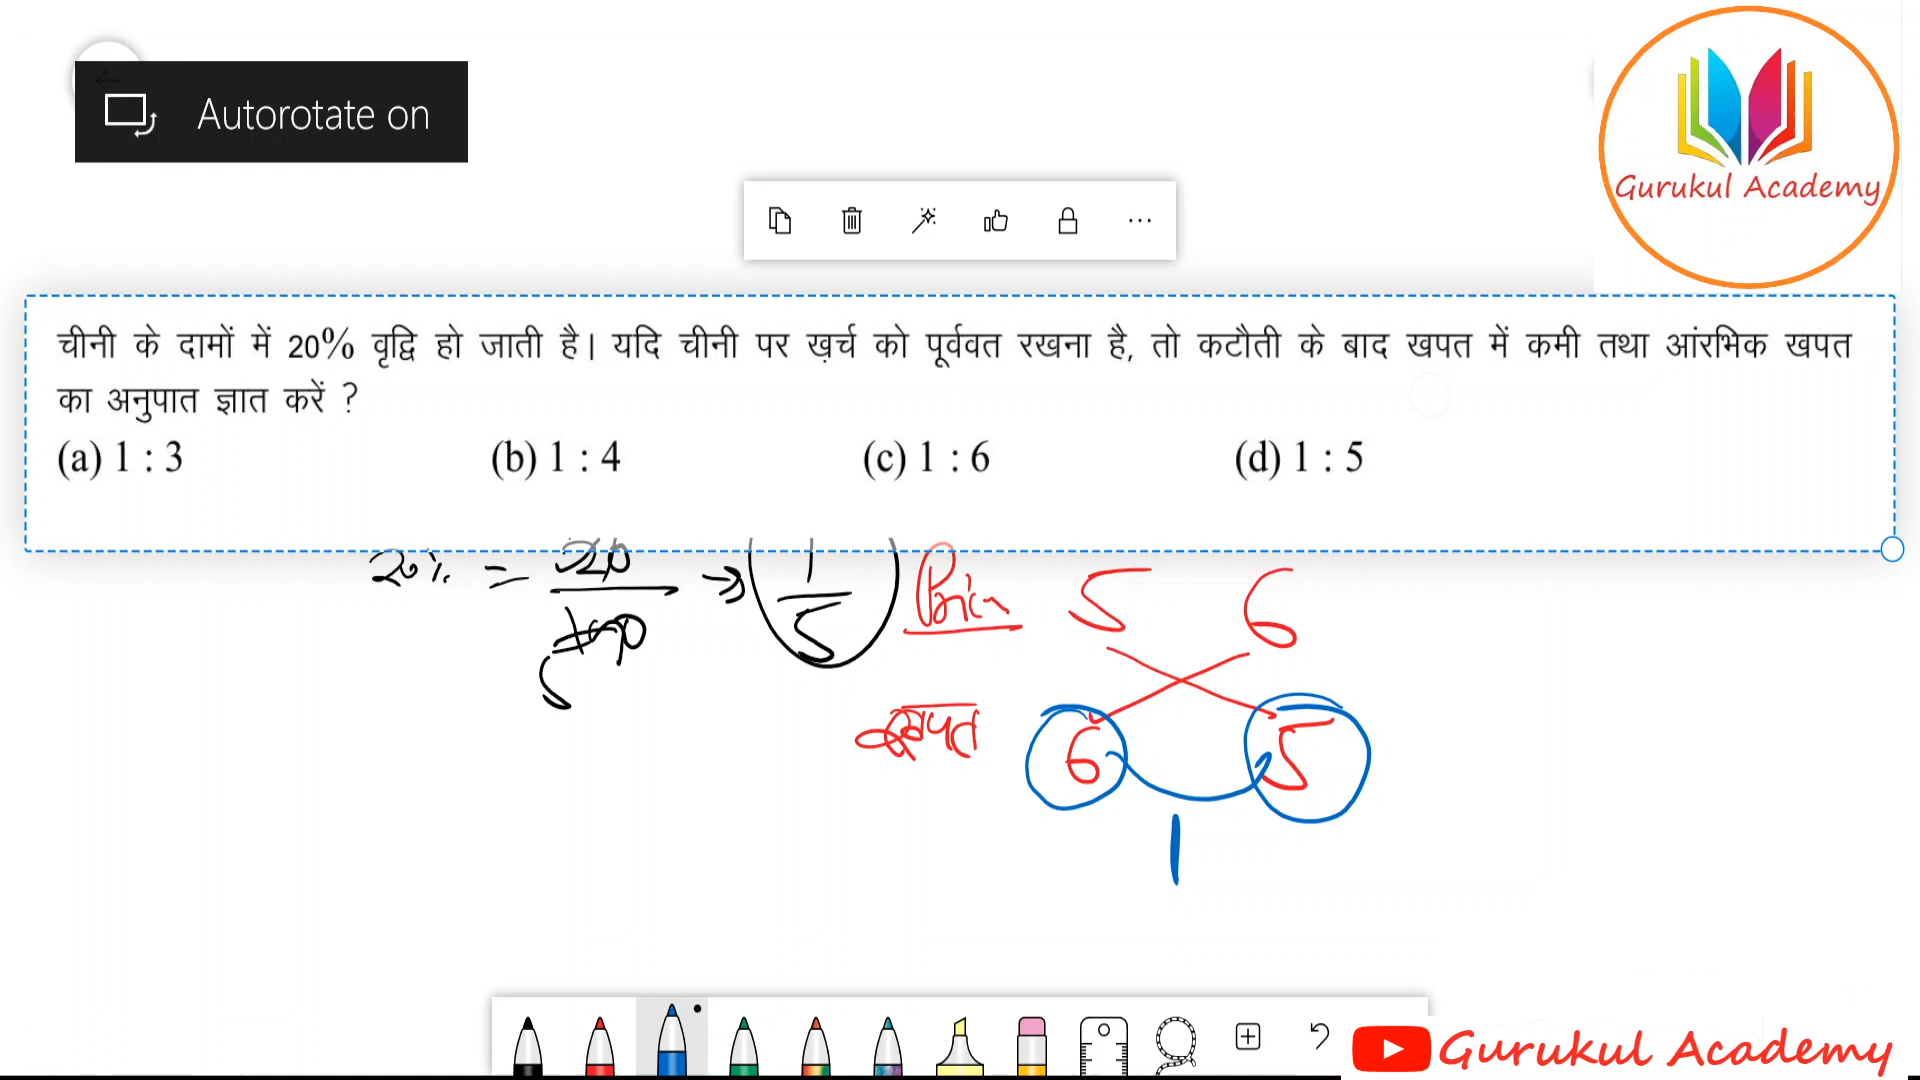 Autorotate on
Gurukul Academy
चीनी के दामों में 20% वृद्वि हो जाती है। यदि चीनी पर ख़र्च को पूर्ववत रखना है, तो कटौती के बाद खपत में कमी तथा आंरभिक खपत
का अनुपात ज्ञात करें ?
(a) 1 : 3 (b) 1 : 4 (c) 1 : 6 (d) 1 : 5
20% = 20/100 → 1/5
5
5 6
खपत 6 5
1
Gurukul Academy